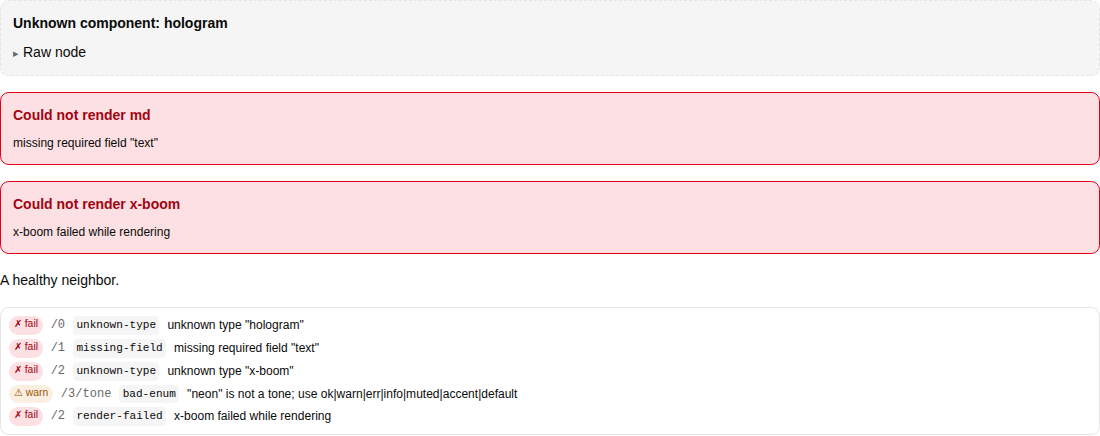 Unknown component: hologram
▸ Raw node
Could not render md
missing required field "text"
Could not render x-boom
x-boom failed while rendering
A healthy neighbor.
✗ fail /0 unknown-type unknown type "hologram"
✗ fail /1 missing-field missing required field "text"
✗ fail /2 unknown-type unknown type "x-boom"
⚠ warn /3/tone bad-enum "neon" is not a tone; use ok|warn|err|info|muted|accent|default
✗ fail /2 render-failed x-boom failed while rendering